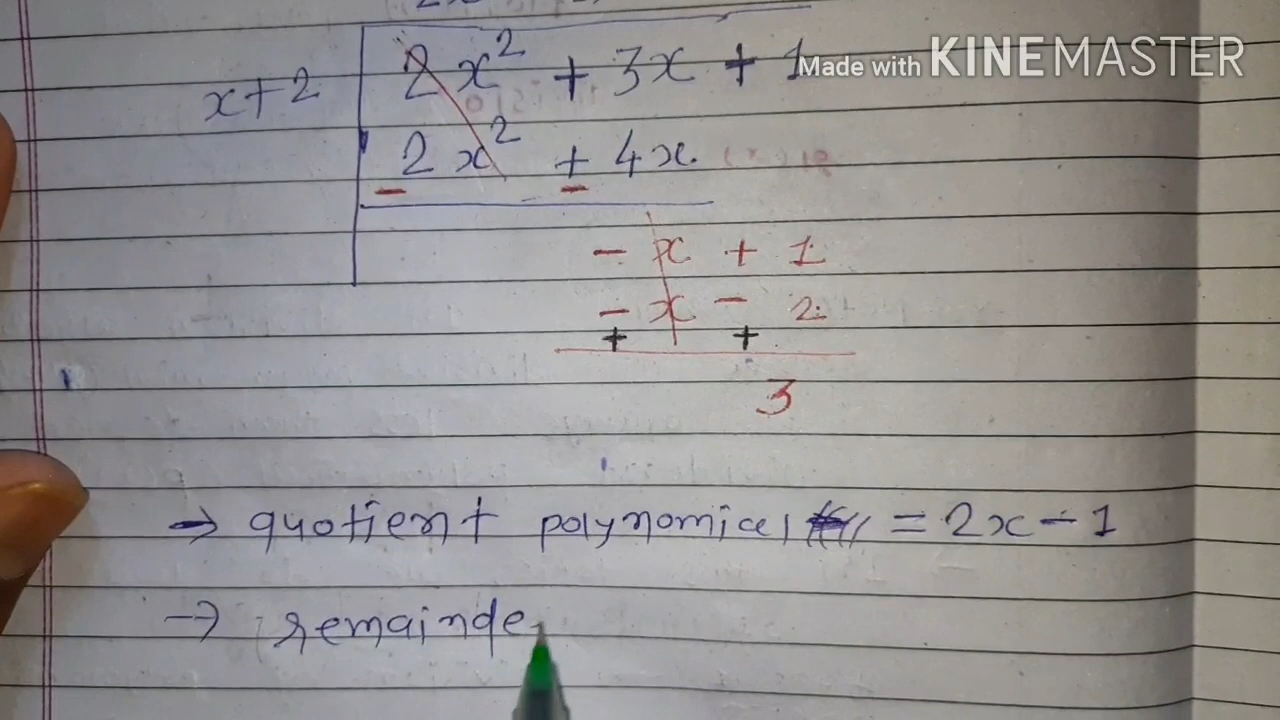 x+2 2x² + 3x + 1
Made with KINEMASTER
2x² + 4x
- -
- x + 1
- x - 2
+ +
3
→ quotient polynomial = 2x - 1
→ remainde